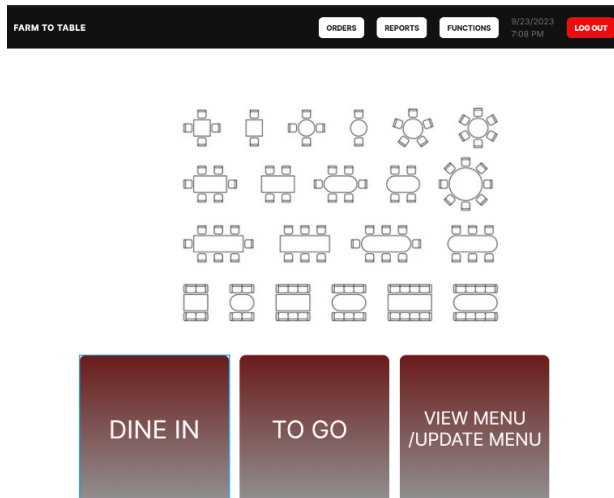 FARM TO TABLE
ORDERS
REPORTS
FUNCTIONS
9/23/2023
7:08 PM
LOG OUT
DINE IN
TO GO
VIEW MENU
/UPDATE MENU